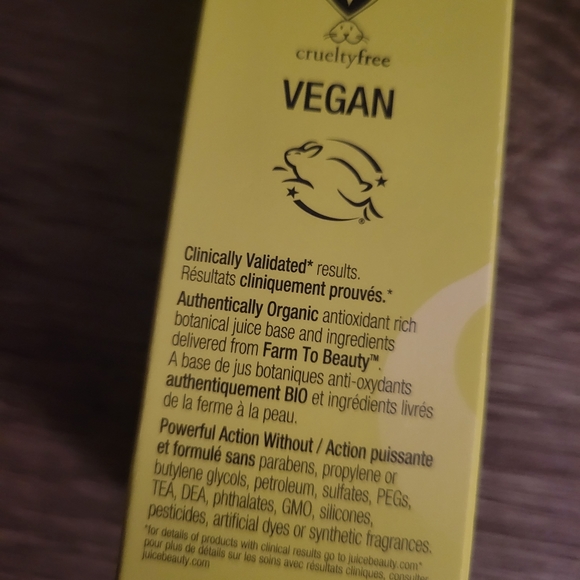 crueltyfree
VEGAN
®
Clinically Validated* results.
Résultats cliniquement prouvés.*
Authentically Organic antioxidant rich
botanical juice base and ingredients
delivered from Farm To Beauty™.
A base de jus botaniques anti-oxydants
authentiquement BIO et ingrédients livrés
de la ferme à la peau.
Powerful Action Without / Action puissante
et formulé sans parabens, propylene or
butylene glycols, petroleum, sulfates, PEGs,
TEA, DEA, phthalates, GMO, silicones,
pesticides, artificial dyes or synthetic fragrances.
*for details of products with clinical results go to juicebeauty.com*
pour plus de détails sur les soins avec résultats cliniques, consulter
juicebeauty.com